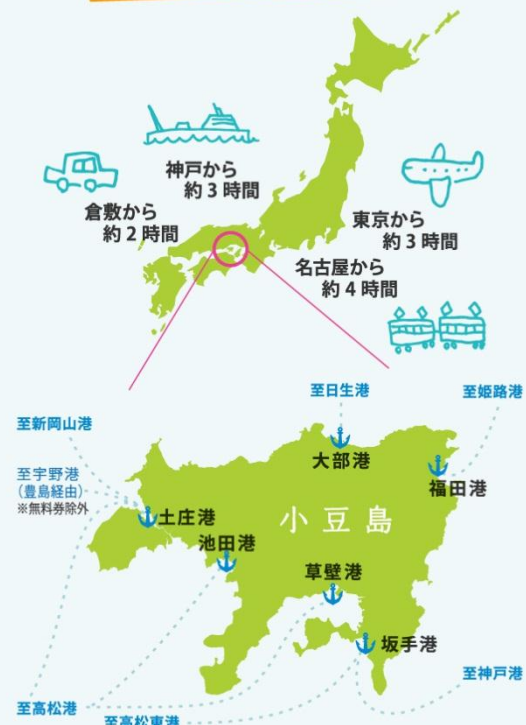 神戸から
約 3 時間
倉敷から
約 2 時間
東京から
約 3 時間
名古屋から
約 4 時間
至日生港
至姫路港
至新岡山港
大部港
至宇野港
（豊島経由）
※無料券除外
福田港
土庄港
小豆島
池田港
草壁港
坂手港
至神戸港
至高松港
至高松東港